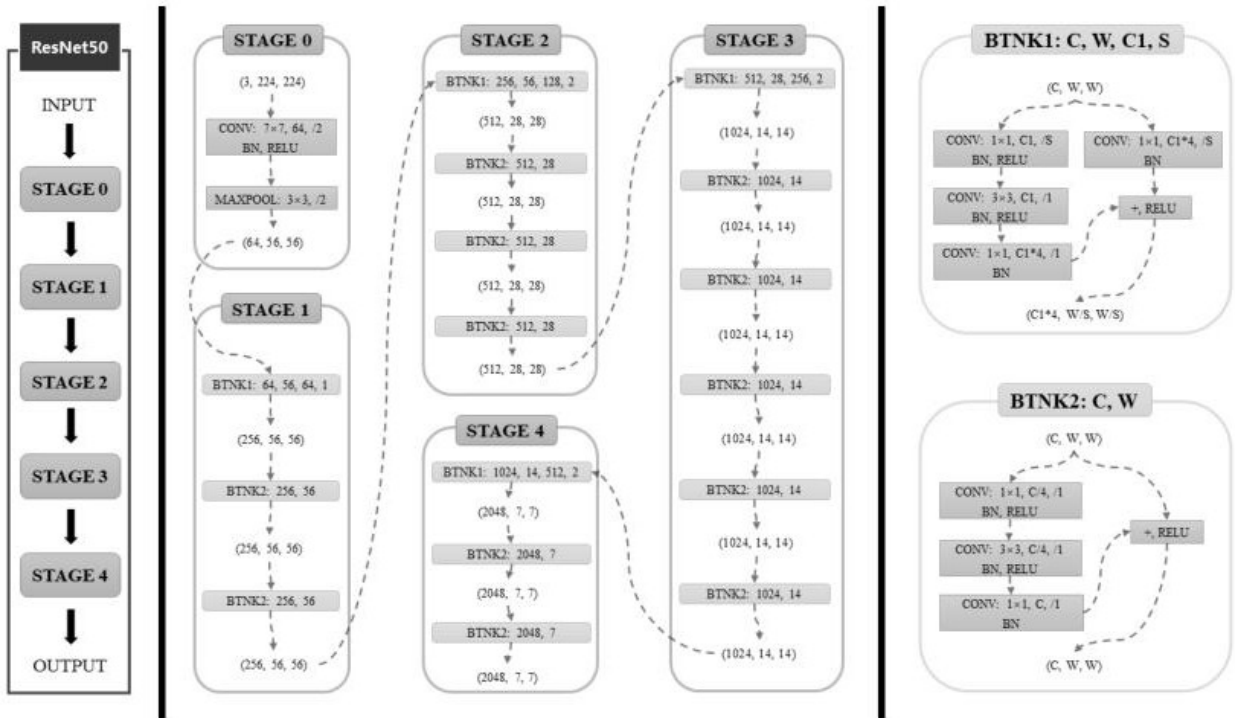 ResNet50
INPUT
STAGE 0
STAGE 1
STAGE 2
STAGE 3
STAGE 4
OUTPUT
STAGE 0
(3, 224, 224)
CONV: 7×7, 64, /2
BN, RELU
MAXPOOL: 3×3, /2
(64, 56, 56)
STAGE 1
BTNK1: 64, 56, 64, 1
(256, 56, 56)
BTNK2: 256, 56
(256, 56, 56)
BTNK2: 256, 56
(256, 56, 56)
STAGE 2
BTNK1: 256, 56, 128, 2
(512, 28, 28)
BTNK2: 512, 28
(512, 28, 28)
BTNK2: 512, 28
(512, 28, 28)
BTNK2: 512, 28
(512, 28, 28)
STAGE 3
BTNK1: 512, 28, 256, 2
(1024, 14, 14)
BTNK2: 1024, 14
(1024, 14, 14)
BTNK2: 1024, 14
(1024, 14, 14)
BTNK2: 1024, 14
(1024, 14, 14)
BTNK2: 1024, 14
(1024, 14, 14)
BTNK2: 1024, 14
(1024, 14, 14)
STAGE 4
BTNK1: 1024, 14, 512, 2
(2048, 7, 7)
BTNK2: 2048, 7
(2048, 7, 7)
BTNK2: 2048, 7
(2048, 7, 7)
BTNK1: C, W, C1, S
(C, W, W)
CONV: 1×1, C1, /S
BN, RELU
CONV: 3×3, C1, /1
BN, RELU
CONV: 1×1, C1*4, /1
BN
CONV: 1×1, C1*4, /S
BN
+, RELU
(C1*4, W/S, W/S)
BTNK2: C, W
(C, W, W)
CONV: 1×1, C/4, /1
BN, RELU
CONV: 3×3, C/4, /1
BN, RELU
CONV: 1×1, C, /1
BN
+, RELU
(C, W, W)